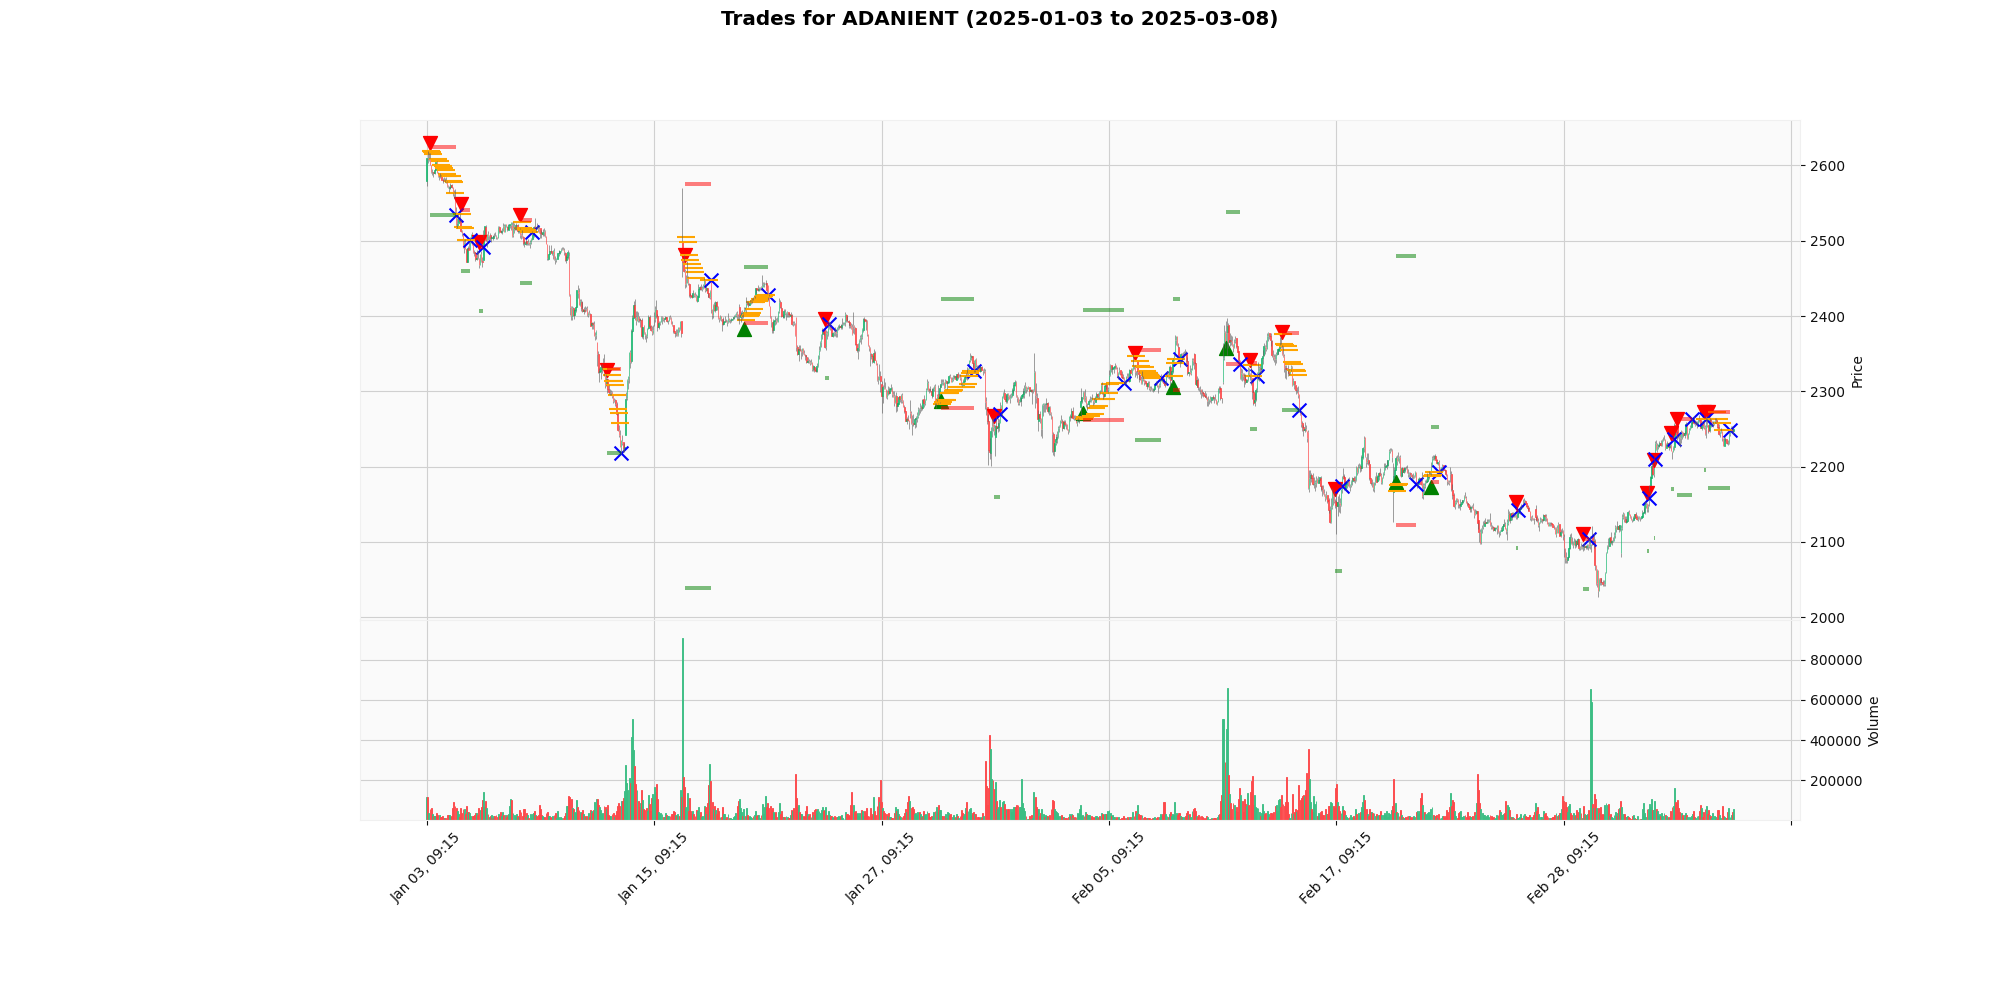 Trades for ADANIENT (2025-01-03 to 2025-03-08)
2600
2500
2400
2300
2200
2100
2000
Price
800000
600000
400000
200000
Volume
Jan 03, 09:15
Jan 15, 09:15
Jan 27, 09:15
Feb 05, 09:15
Feb 17, 09:15
Feb 28, 09:15